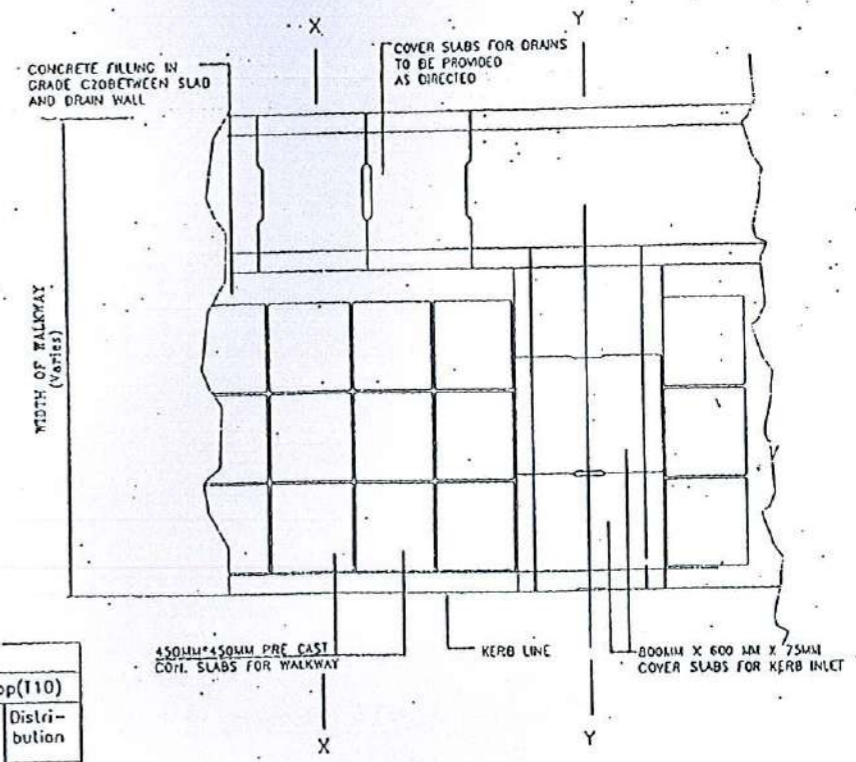 X
Y
COVER SLABS FOR DRAINS
TO BE PROVIDED
AS DIRECTED
CONCRETE FILLING IN
GRADE C20BETWEEN SLAB
AND DRAIN WALL
WIDTH OF WALKWAY
(Varies)
450MM*450MM PRE CAST
CON. SLABS FOR WALKWAY
KERB LINE
800MM X 600 MM X 75MM
COVER SLABS FOR KERB INLET
op(T10)
Distri-
bution
X
Y